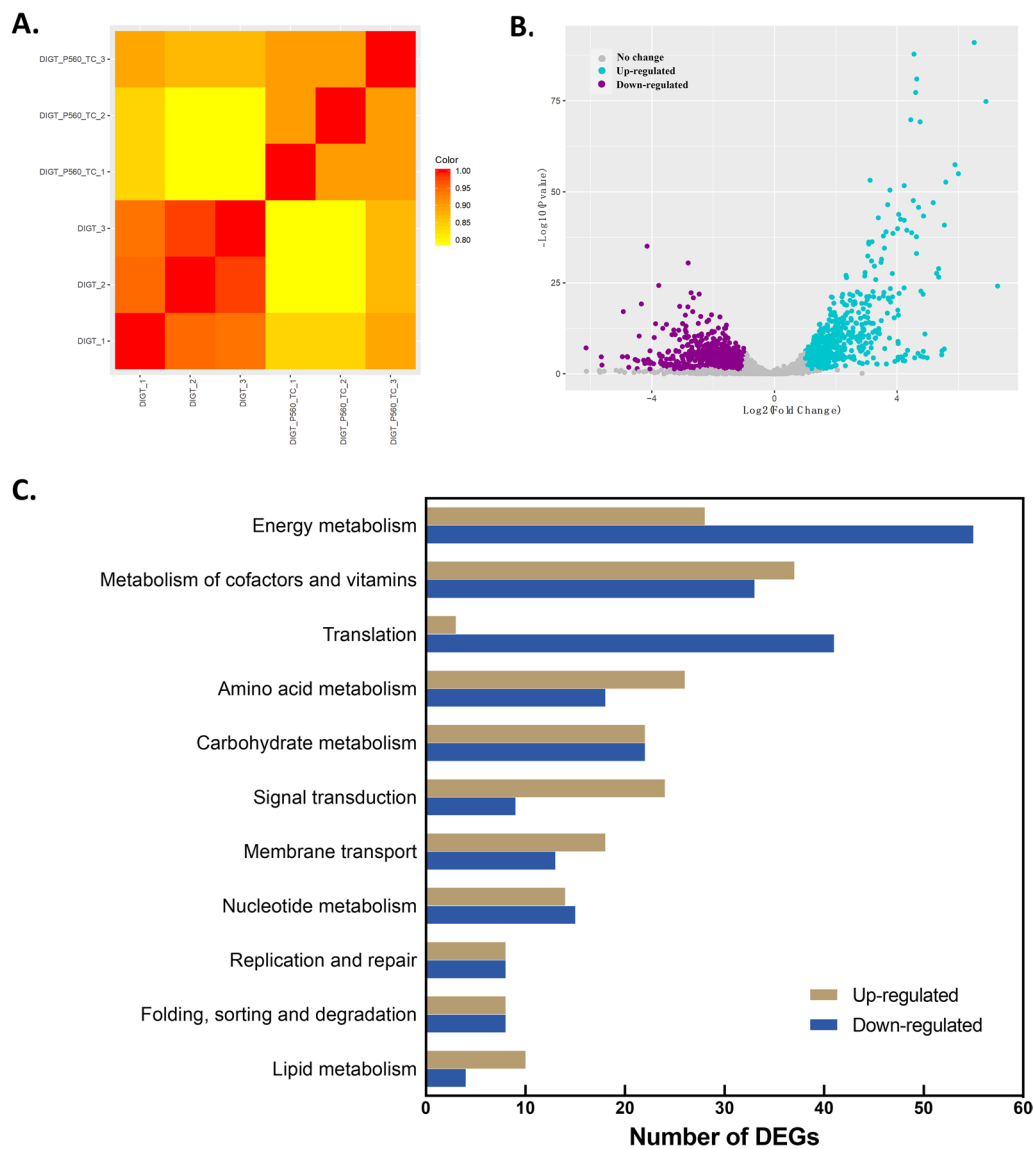 A.
DIGT_P560_TC_3
DIGT_P560_TC_2
DIGT_P560_TC_1
DIGT_3
DIGT_2
DIGT_1
DIGT_1
DIGT_2
DIGT_3
DIGT_P560_TC_1
DIGT_P560_TC_2
DIGT_P560_TC_3
Color
1.00
0.95
0.90
0.85
0.80
B.
No change
Up-regulated
Down-regulated
-Log10(Pvalue)
75
50
25
0
-4
0
4
Log2(Fold Change)
C.
Energy metabolism
Metabolism of cofactors and vitamins
Translation
Amino acid metabolism
Carbohydrate metabolism
Signal transduction
Membrane transport
Nucleotide metabolism
Replication and repair
Folding, sorting and degradation
Lipid metabolism
Up-regulated
Down-regulated
0
10
20
30
40
50
60
Number of DEGs